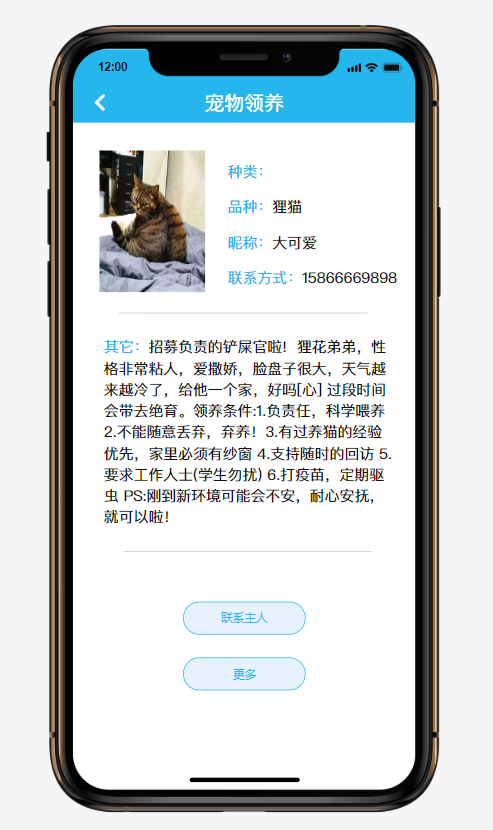 12:00
宠物领养
种类：
品种：狸猫
昵称：大可爱
联系方式：15866669898
其它：招募负责的铲屎官啦！狸花弟弟，性
格非常粘人，爱撒娇，脸盘子很大，天气越
来越冷了，给他一个家，好吗[心] 过段时间
会带去绝育。领养条件:1.负责任，科学喂养
2.不能随意丢弃，弃养！3.有过养猫的经验
优先，家里必须有纱窗 4.支持随时的回访 5.
要求工作人士(学生勿扰) 6.打疫苗，定期驱
虫 PS:刚到新环境可能会不安，耐心安抚，
就可以啦！
联系主人
更多